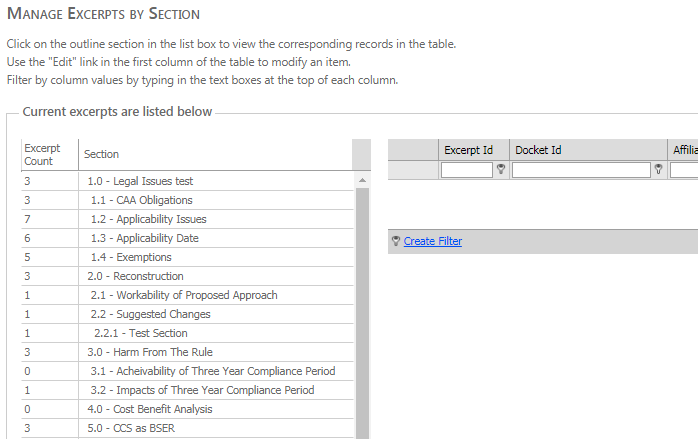 MANAGE EXCERPTS BY SECTION
Click on the outline section in the list box to view the corresponding records in the table.
Use the "Edit" link in the first column of the table to modify an item.
Filter by column values by typing in the text boxes at the top of each column.
Current excerpts are listed below
Excerpt Count Section
3 1.0 - Legal Issues test
3 1.1 - CAA Obligations
7 1.2 - Applicability Issues
6 1.3 - Applicability Date
5 1.4 - Exemptions
3 2.0 - Reconstruction
1 2.1 - Workability of Proposed Approach
1 2.2 - Suggested Changes
1 2.2.1 - Test Section
3 3.0 - Harm From The Rule
0 3.1 - Acheivability of Three Year Compliance Period
1 3.2 - Impacts of Three Year Compliance Period
0 4.0 - Cost Benefit Analysis
3 5.0 - CCS as BSER
Excerpt Id Docket Id Affilia
Create Filter